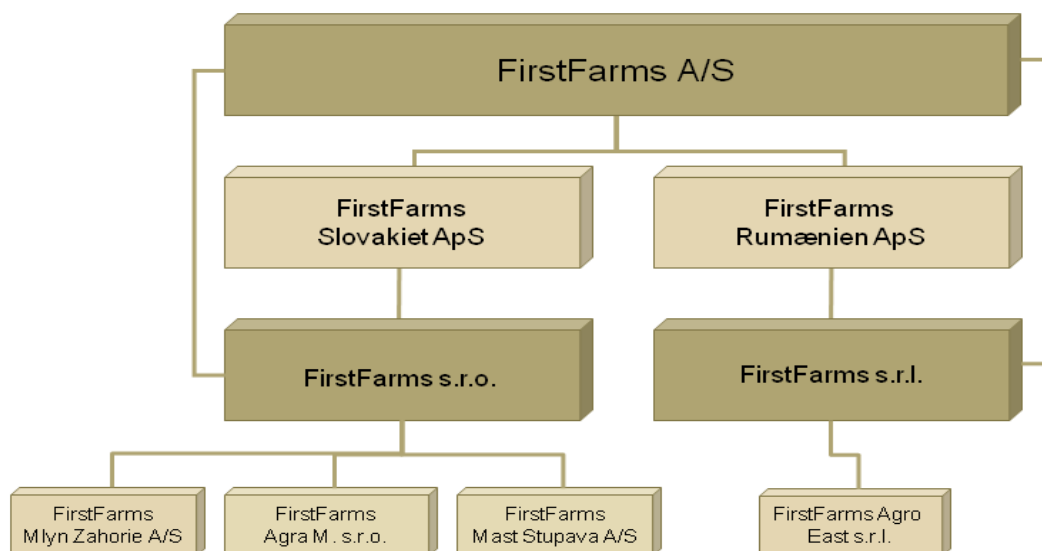 FirstFarms A/S
FirstFarms
Slovakiet ApS
FirstFarms
Rumænien ApS
FirstFarms s.r.o.
FirstFarms s.r.l.
FirstFarms
Mlyn Zahorie A/S
FirstFarms
Agra M. s.r.o.
FirstFarms
Mast Stupava A/S
FirstFarms Agro
East s.r.l.